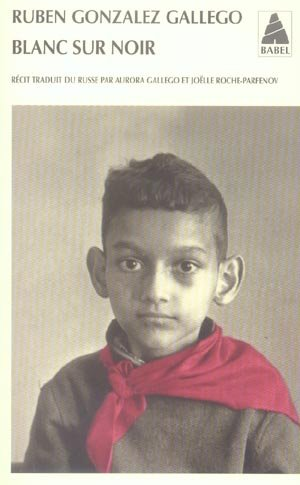 RUBEN GONZALEZ GALLEGO
BLANC SUR NOIR
BABEL
RÉCIT TRADUIT DU RUSSE PAR AURORA GALLEGO ET JOËLLE ROCHE-PARFENOV